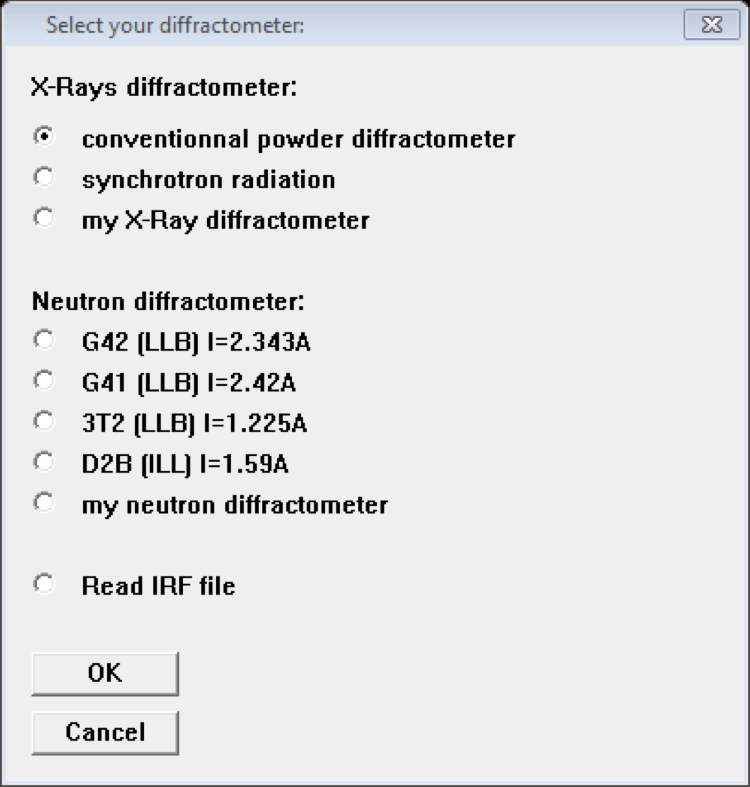 Select your diffractometer:
X-Rays diffractometer:
conventionnal powder diffractometer
synchrotron radiation
my X-Ray diffractometer
Neutron diffractometer:
G42 (LLB) l=2.343A
G41 (LLB) l=2.42A
3T2 (LLB) l=1.225A
D2B (ILL) l=1.59A
my neutron diffractometer
Read IRF file
OK
Cancel